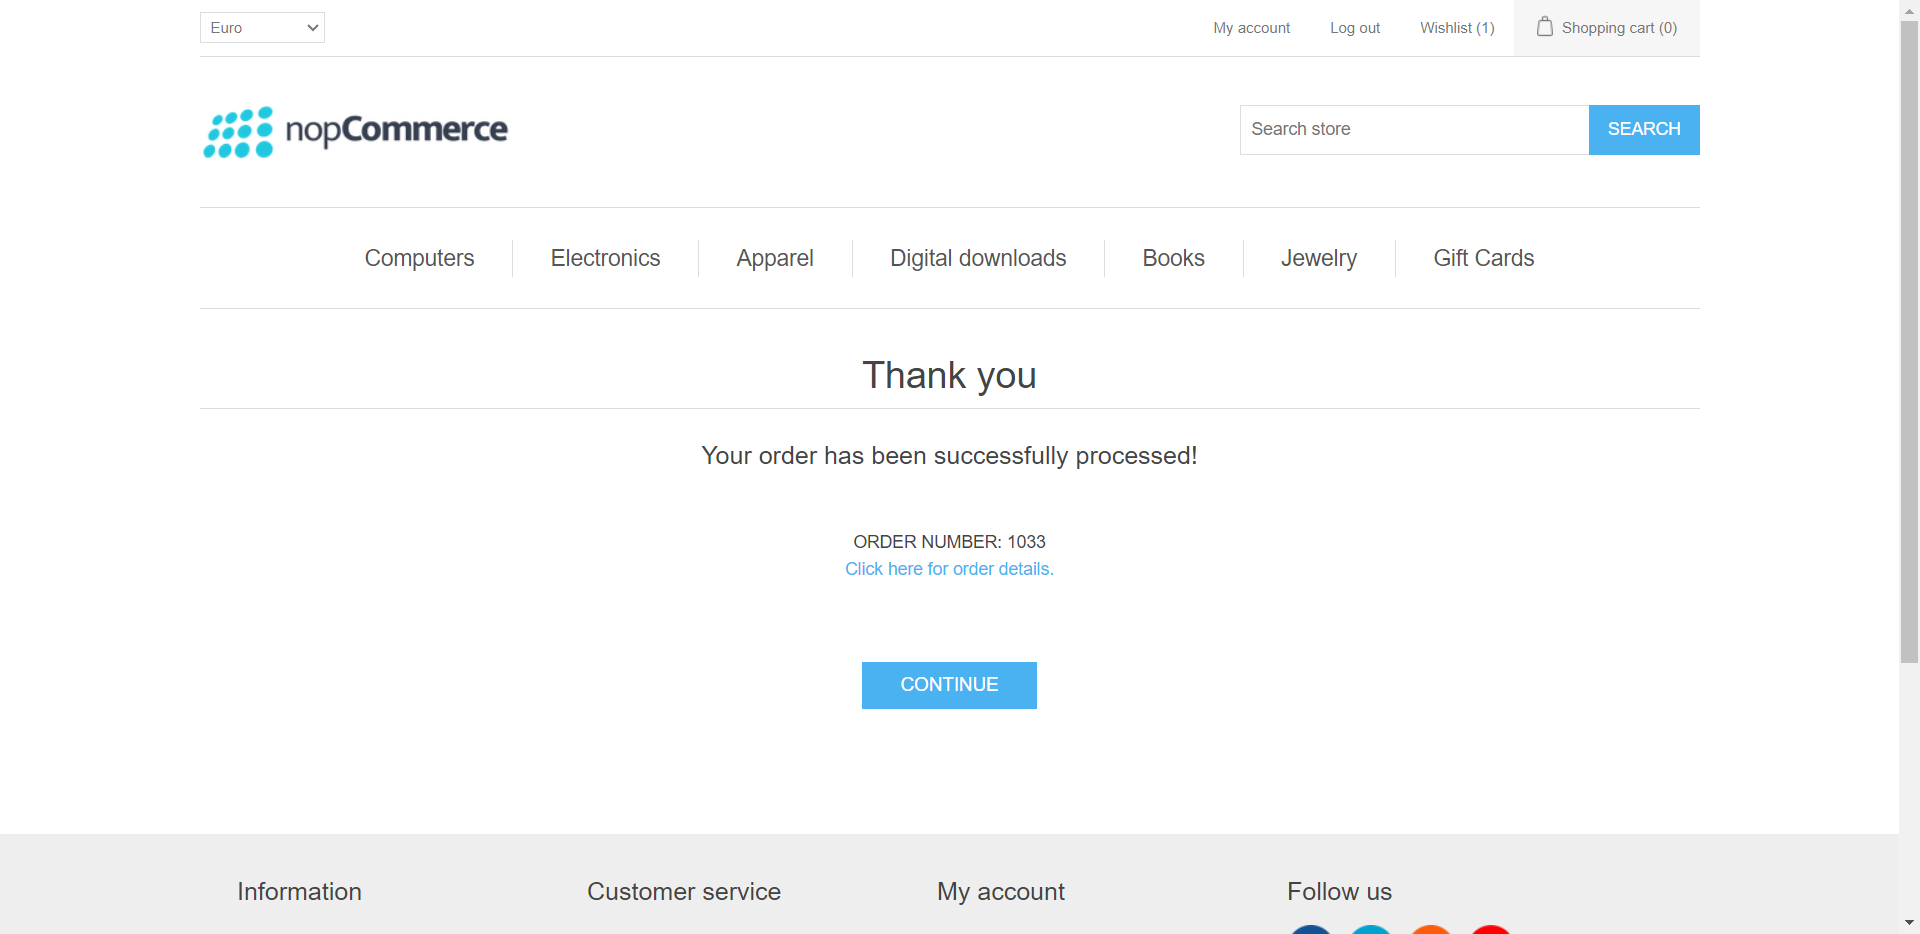 Euro
My account
Log out
Wishlist (1)
Shopping cart (0)
nopCommerce
Search store
SEARCH
Computers
Electronics
Apparel
Digital downloads
Books
Jewelry
Gift Cards
Thank you
Your order has been successfully processed!
ORDER NUMBER: 1033
Click here for order details.
CONTINUE
Information
Customer service
My account
Follow us